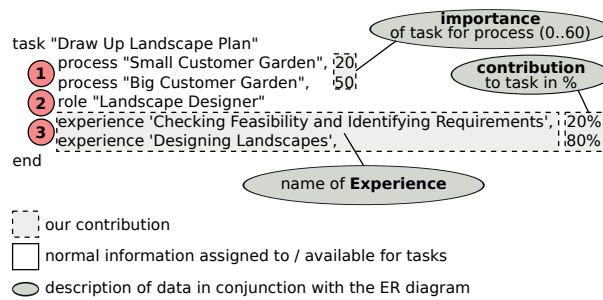 importance
of task for process (0..60)
task "Draw Up Landscape Plan"
1 process "Small Customer Garden", 20
process "Big Customer Garden", 50
contribution
to task in %
2 role "Landscape Designer"
3 experience 'Checking Feasibility and Identifying Requirements', 20%
experience 'Designing Landscapes', 80%
end
name of Experience
our contribution
normal information assigned to / available for tasks
description of data in conjunction with the ER diagram